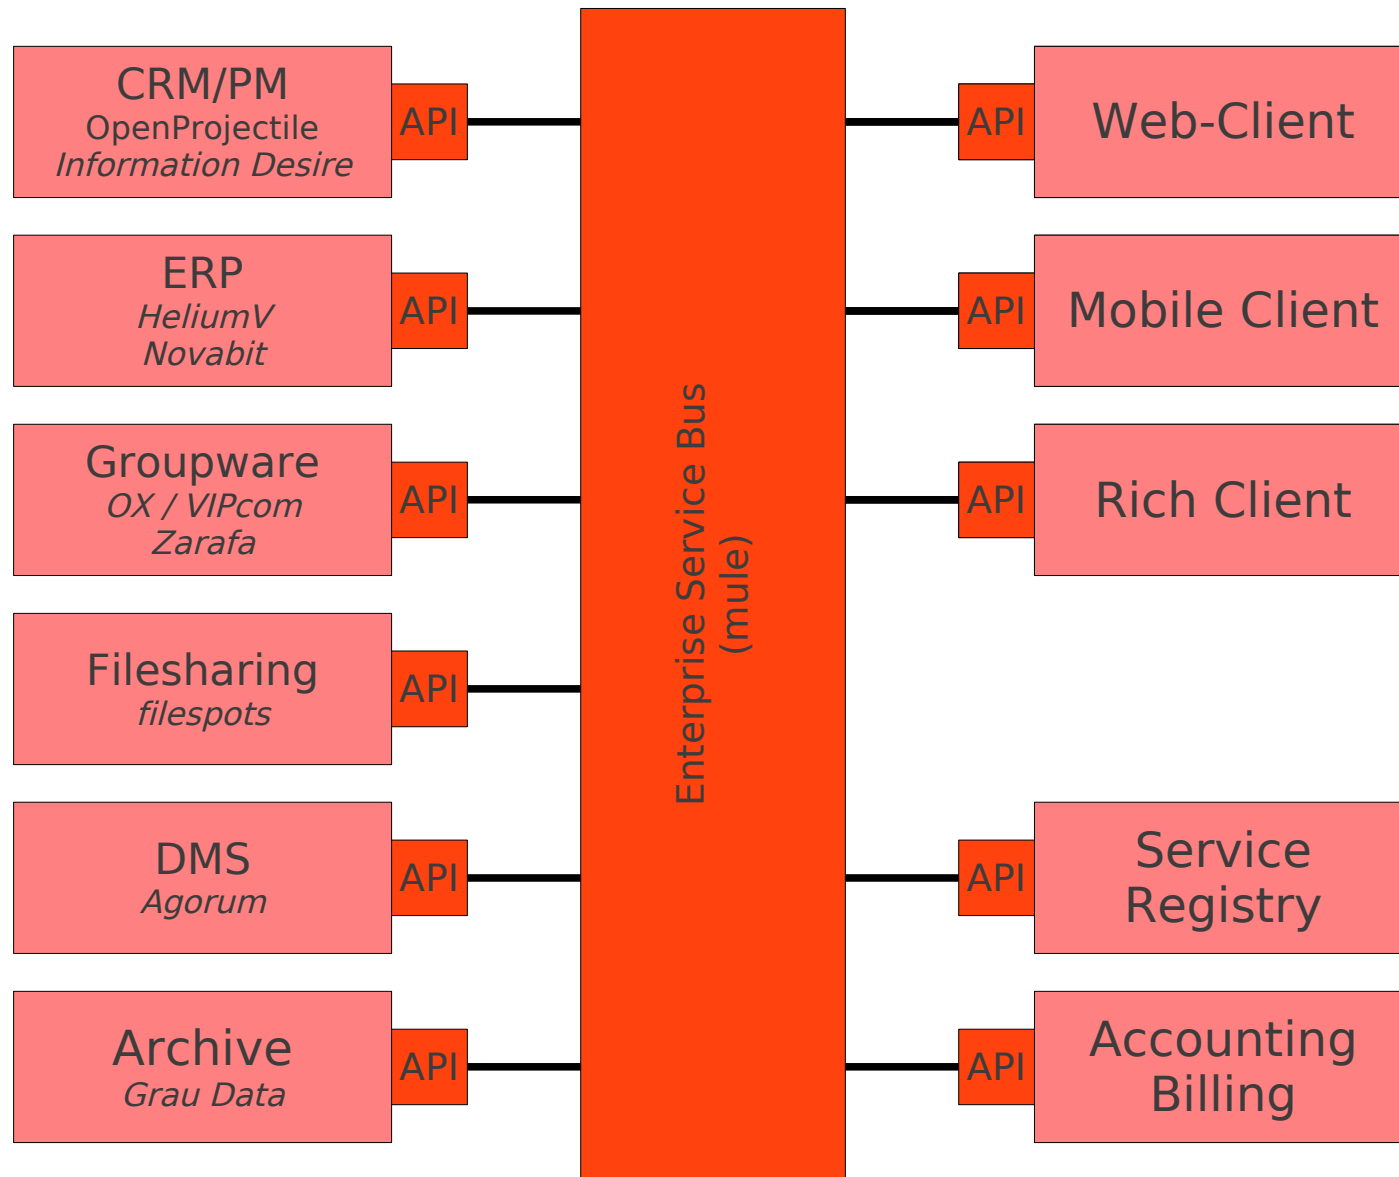 CRM/PM
OpenProjectile
Information Desire
API
ERP
HeliumV
Novabit
API
Groupware
OX / VIPcom
Zarafa
API
Filesharing
filespots
API
DMS
Agorum
API
Archive
Grau Data
API
Enterprise Service Bus
(mule)
API
Web-Client
API
Mobile Client
API
Rich Client
API
Service
Registry
API
Accounting
Billing